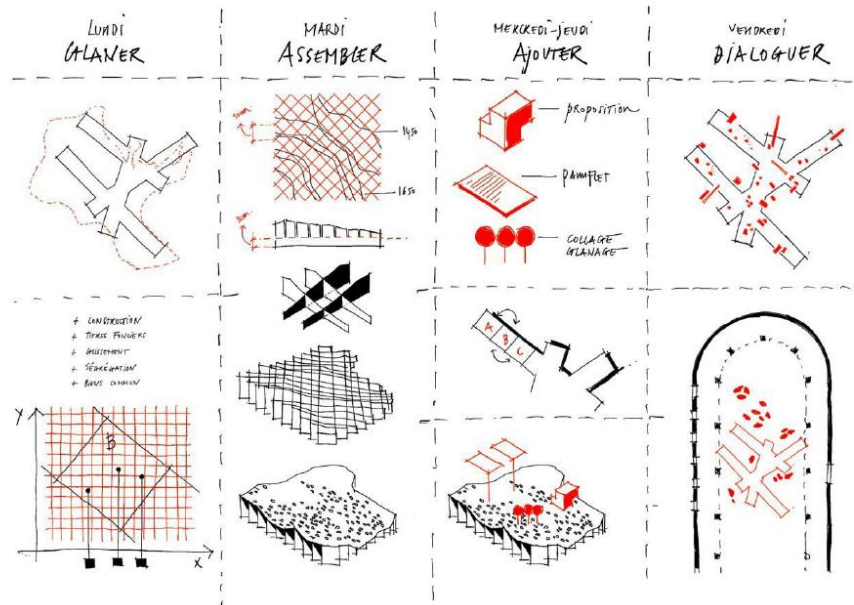 LUNDI
GLANER
MARDI
ASSEMBLER
MERCREDI-JEUDI
AJOUTER
VENDREDI
DIALOGUER
1450
1650
PROPOSITION
PAMFLET
COLLAGE
GLANAGE
+ CONSTRUCTION
+ TITRES FONCIERS
+ GLISSEMENT
+ SÉGRÉGATION
+ BIENS COMMUN
Y
B
X
A
B
C